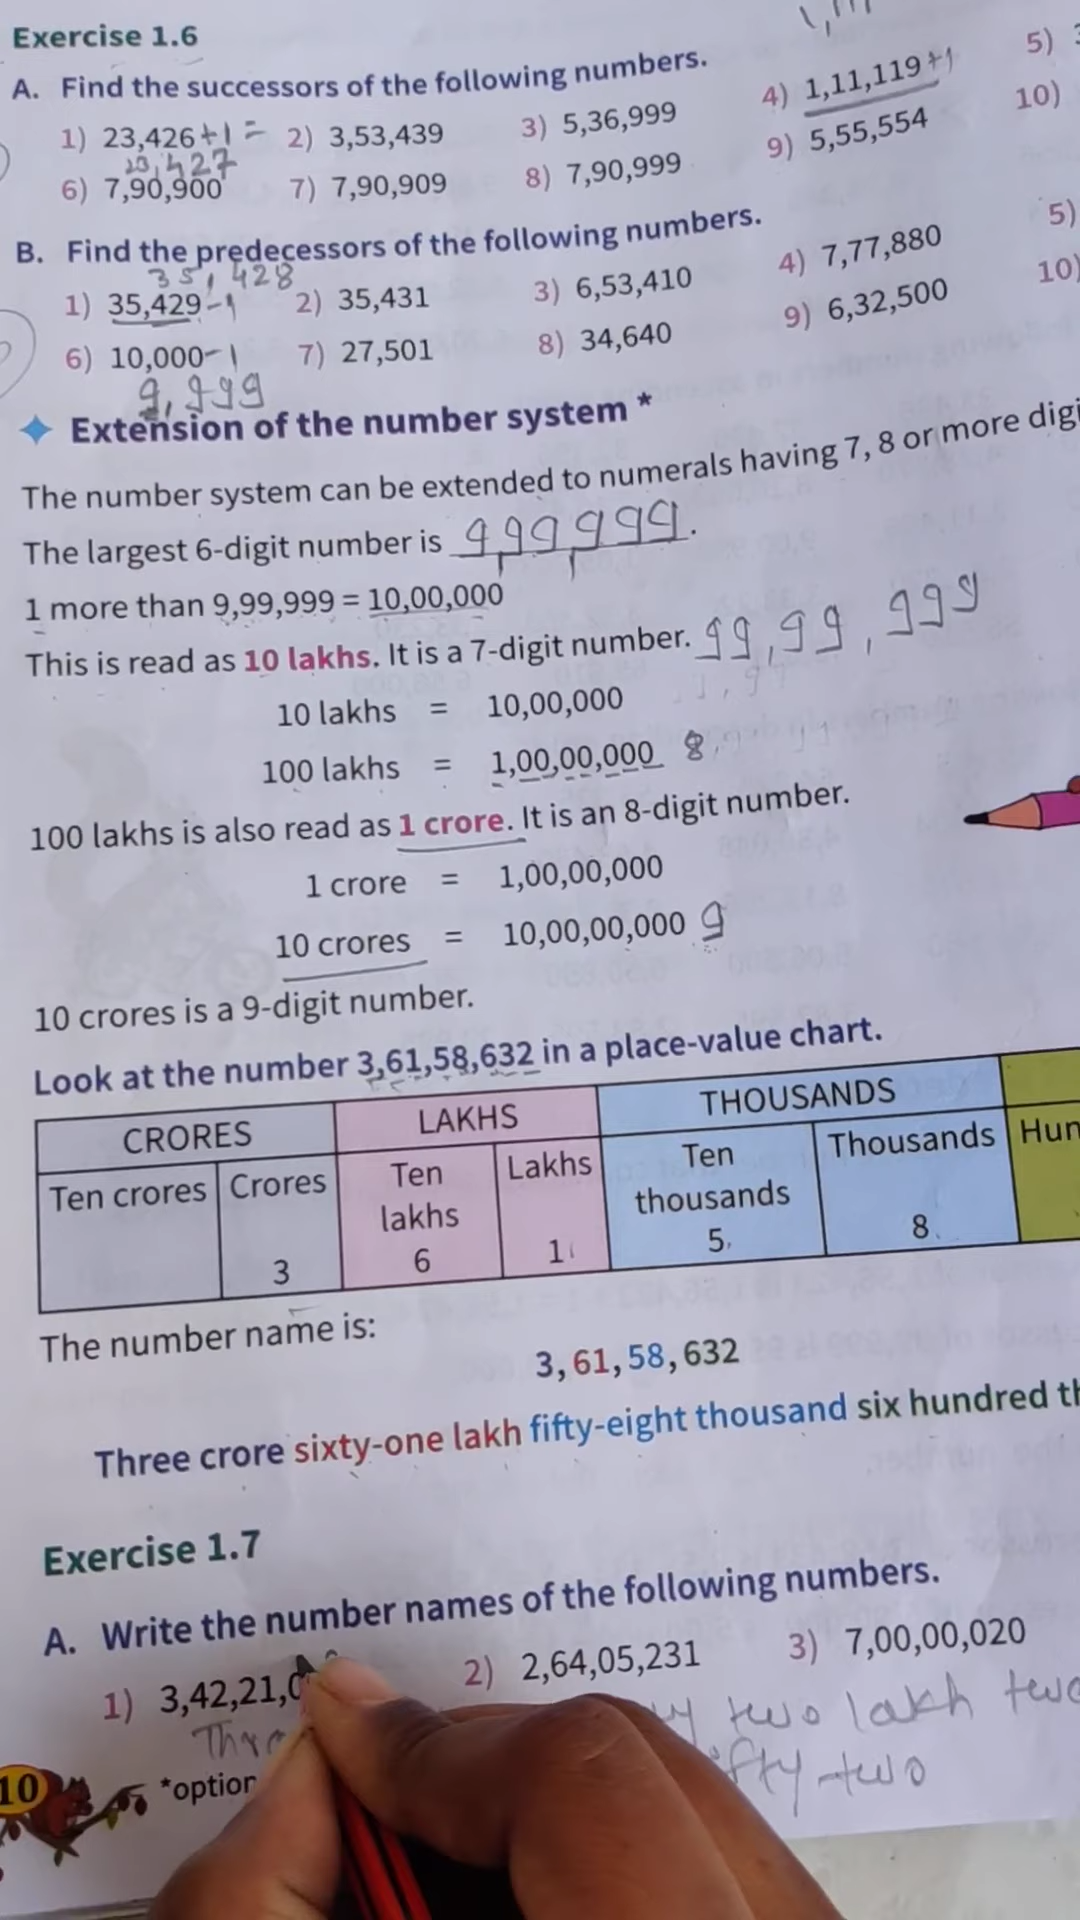 Exercise 1.6
A. Find the successors of the following numbers.
1) 23,426+1= 2) 3,53,439 3) 5,36,999 4) 1,11,119+1 5)
23,427
6) 7,90,900 7) 7,90,909 8) 7,90,999 9) 5,55,554 10)
B. Find the predecessors of the following numbers.
35,428
1) 35,429-1 2) 35,431 3) 6,53,410 4) 7,77,880 5)
6) 10,000-1 7) 27,501 8) 34,640 9) 6,32,500 10)
9,999
Extension of the number system *
The number system can be extended to numerals having 7, 8 or more digi
The largest 6-digit number is 9,99,999.
1 more than 9,99,999 = 10,00,000
This is read as 10 lakhs. It is a 7-digit number. 99,99,999
10 lakhs = 10,00,000
100 lakhs = 1,00,00,000 8
100 lakhs is also read as 1 crore. It is an 8-digit number.
1 crore = 1,00,00,000
10 crores = 10,00,00,000 9
10 crores is a 9-digit number.
Look at the number 3,61,58,632 in a place-value chart.
CRORES LAKHS THOUSANDS
Ten crores Crores Ten lakhs Lakhs Ten thousands Thousands Hun
3 6 1 5 8
The number name is:
3,61,58,632
Three crore sixty-one lakh fifty-eight thousand six hundred th
Exercise 1.7
A. Write the number names of the following numbers.
1) 3,42,21,0 2) 2,64,05,231 3) 7,00,00,020
Thr y two lakh two
fty-two
10 *option